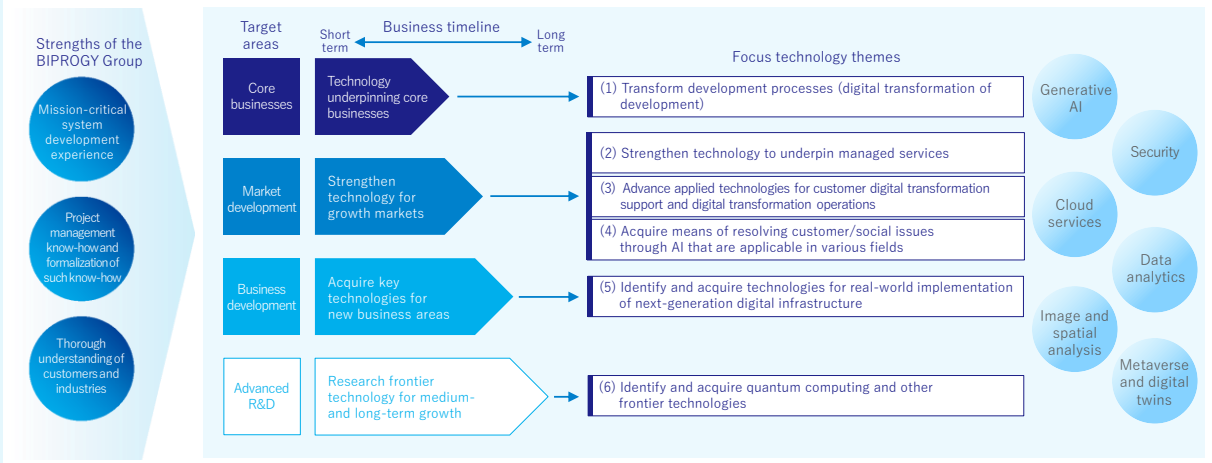 Strengths of the
BIPROGY Group
Mission-critical
system
development
experience
Project
management
know-how and
formalization of
such know-how
Thorough
understanding of
customers and
industries
Target
areas
Business timeline
Short
term
Long
term
Focus technology themes
Core
businesses
Technology
underpinning core
businesses
(1) Transform development processes (digital transformation of
development)
Market
development
Strengthen
technology for
growth markets
(2) Strengthen technology to underpin managed services
(3) Advance applied technologies for customer digital transformation
support and digital transformation operations
(4) Acquire means of resolving customer/social issues
through AI that are applicable in various fields
Business
development
Acquire key
technologies for
new business areas
(5) Identify and acquire technologies for real-world implementation
of next-generation digital infrastructure
Advanced
R&D
Research frontier
technology for medium-
and long-term growth
(6) Identify and acquire quantum computing and other
frontier technologies
Generative
AI
Security
Cloud
services
Data
analytics
Image and
spatial
analysis
Metaverse
and digital
twins